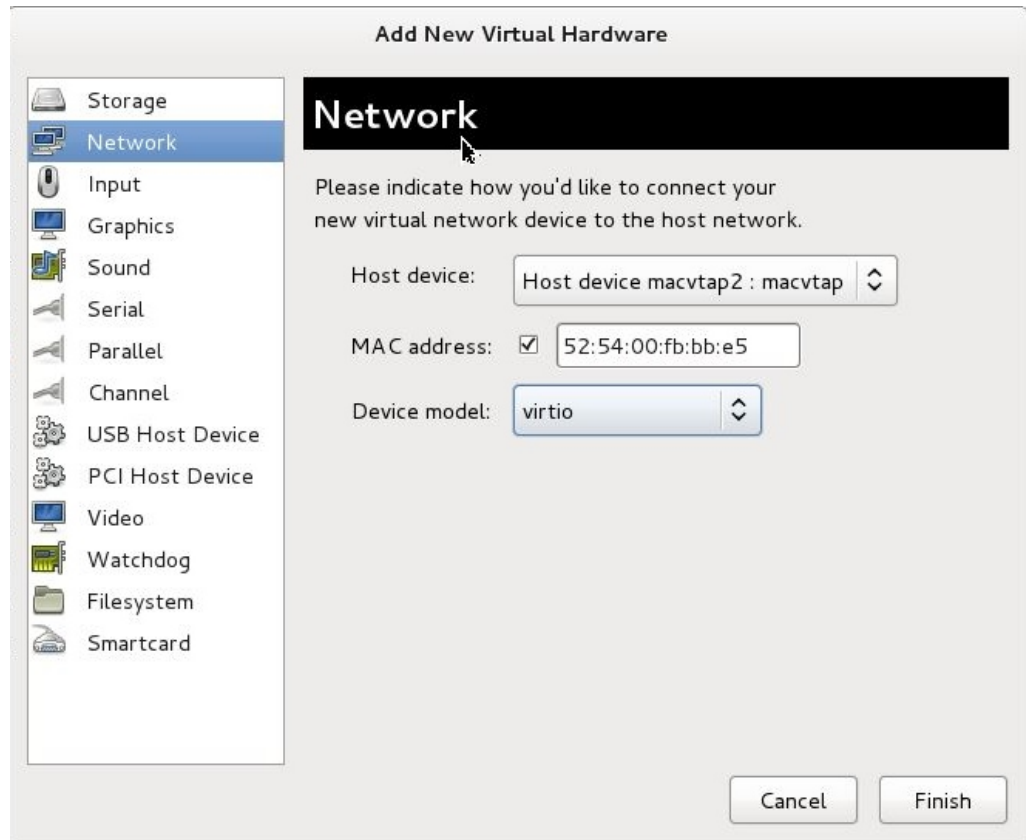 Add New Virtual Hardware
Storage
Network
Input
Graphics
Sound
Serial
Parallel
Channel
USB Host Device
PCI Host Device
Video
Watchdog
Filesystem
Smartcard
Network
Please indicate how you'd like to connect your
new virtual network device to the host network.
Host device: Host device macvtap2 : macvtap
MAC address: 52:54:00:fb:bb:e5
Device model: virtio
Cancel Finish